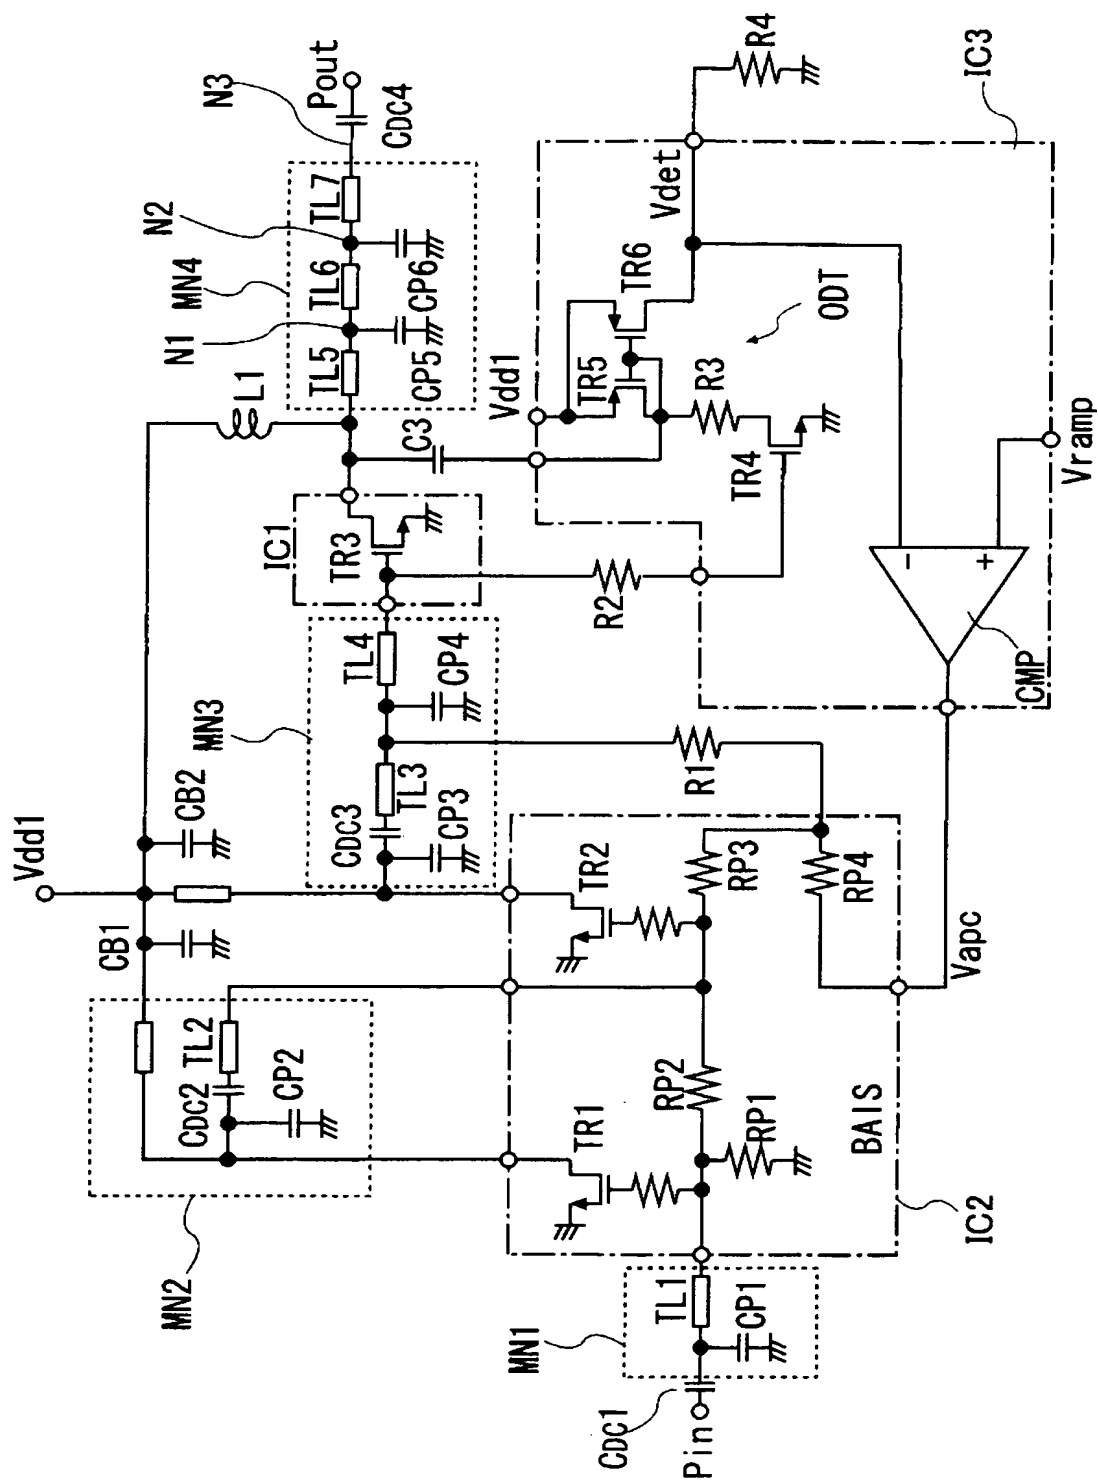 Vdd1
CB1
CB2
L1
N1
MN4
N2
N3
Pout
TL5
TL6
TL7
CDC4
CP5
CP6
MN3
IC1
TR3
C3
TL4
CP4
TL3
CDC3
CP3
MN2
TL2
CDC2
CP2
Vdd1
TR5
TR6
Vdet
R4
IC3
R3
ODT
TR4
R2
R1
Vramp
−
+
CMP
TR2
TR1
RP3
RP4
RP2
RP1
BAIS
Vapc
IC2
MN1
TL1
CP1
CDC1
Pin